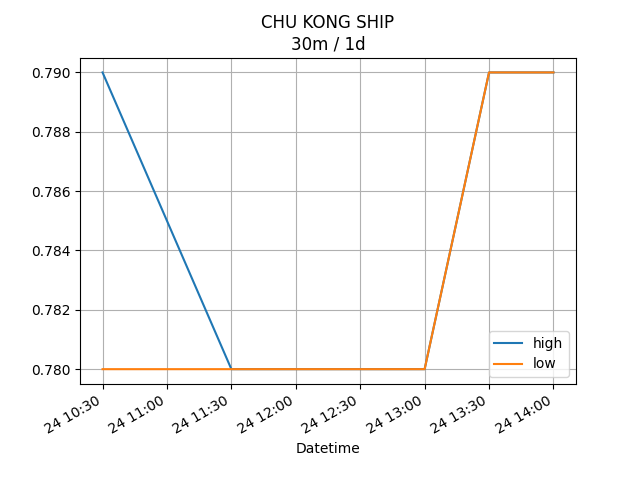 CHU KONG SHIP
30m / 1d
0.790
0.788
0.786
0.784
0.782
0.780
high
low
24 10:30
24 11:00
24 11:30
24 12:00
24 12:30
24 13:00
24 13:30
24 14:00
Datetime